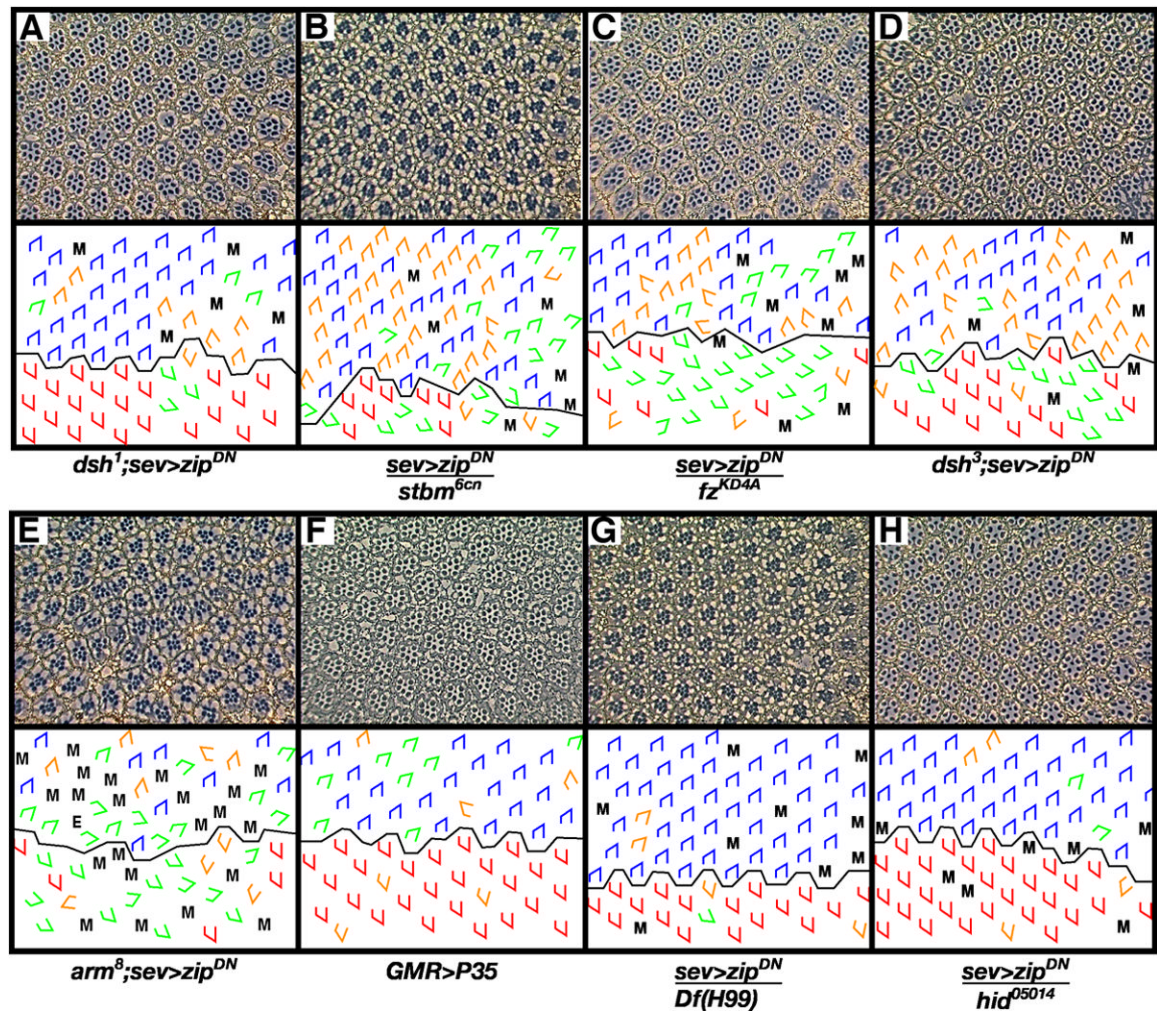 A
M
M
M
dsh¹;sev>zipᴰᴺ
B
M
M
M
M
M
M
sev>zipᴰᴺ
stbm⁶ᶜⁿ
C
M M
M
M
M
M
M
M
sev>zipᴰᴺ
fzᴷᴰ⁴ᴬ
D
M
M
M
M
dsh³;sev>zipᴰᴺ
E
M
M
M M M
M M M M M M
E M M M
M
M M M
M
M M M
arm⁸;sev>zipᴰᴺ
F
GMR>P35
G
M M
M M
M
M
M
M
sev>zipᴰᴺ
Df(H99)
H
M
M
M M
M
M
M
sev>zipᴰᴺ
hid⁰⁵⁰¹⁴